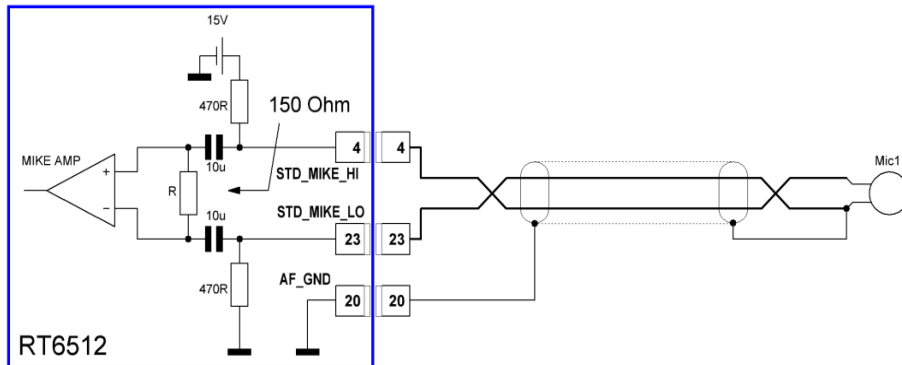 15V
470R
150 Ohm
MIKE AMP
+
4
4
10u
STD_MIKE_HI
Mic1
R
10u
STD_MIKE_LO
−
23
23
470R
AF_GND
20
20
RT6512